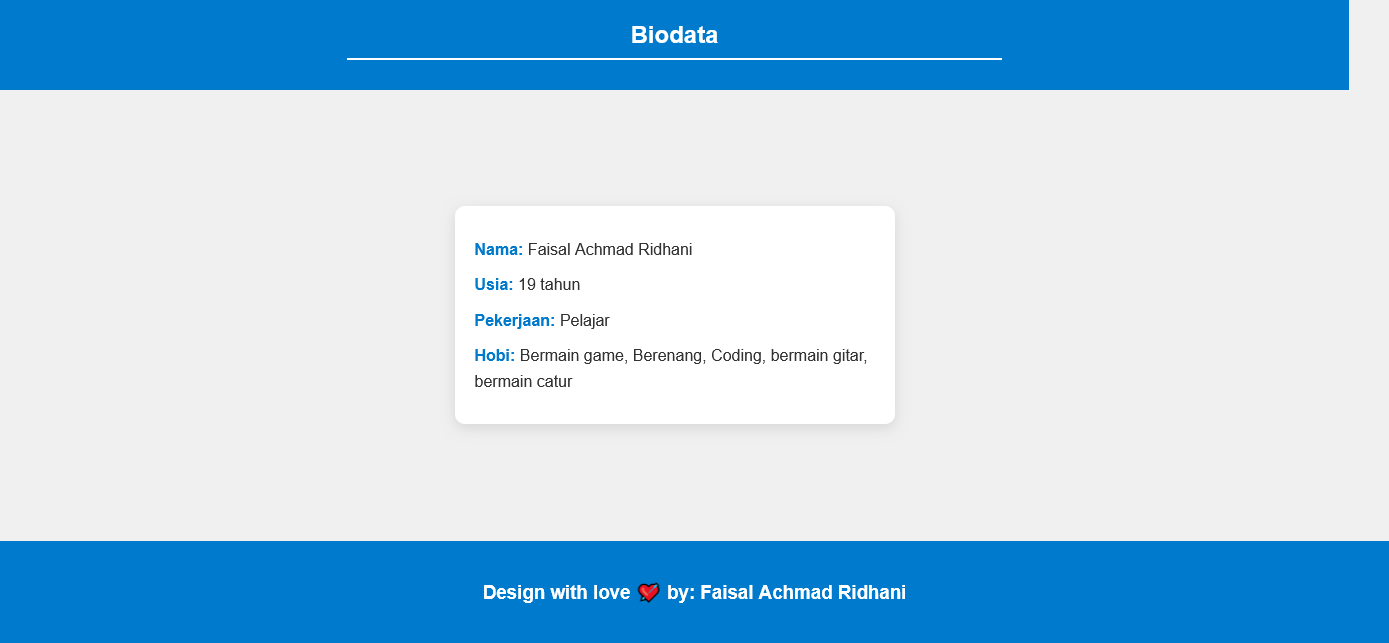 Biodata
Nama: Faisal Achmad Ridhani
Usia: 19 tahun
Pekerjaan: Pelajar
Hobi: Bermain game, Berenang, Coding, bermain gitar,
bermain catur
Design with love 💘 by: Faisal Achmad Ridhani